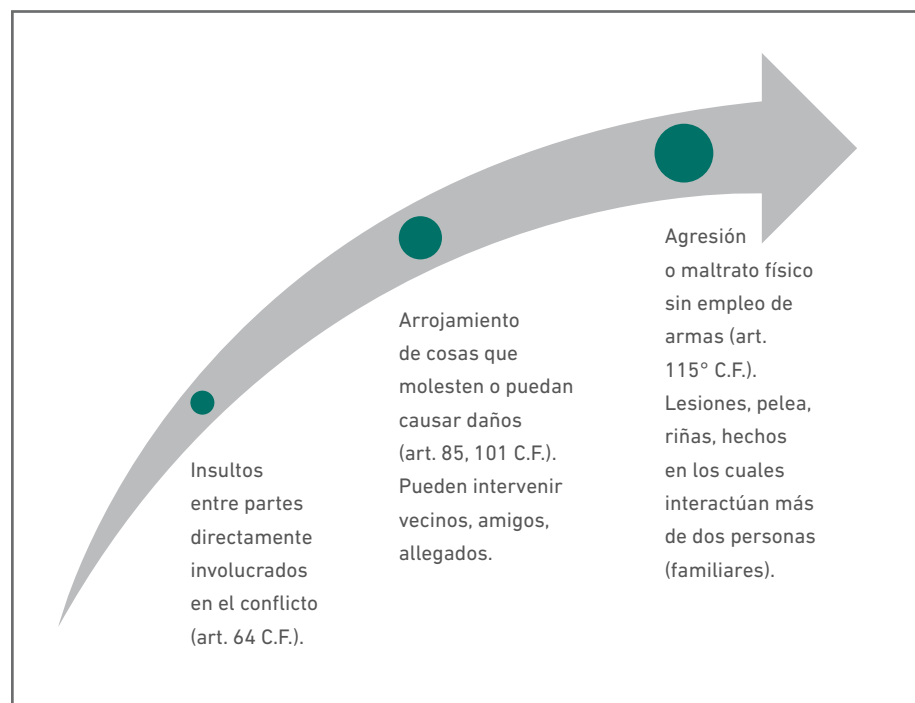 Insultos
entre partes
directamente
involucrados
en el conflicto
(art. 64 C.F.).
Arrojamiento
de cosas que
molesten o puedan
causar daños
(art. 85, 101 C.F.).
Pueden intervenir
vecinos, amigos,
allegados.
Agresión
o maltrato físico
sin empleo de
armas (art.
115° C.F.).
Lesiones, pelea,
riñas, hechos
en los cuales
interactúan más
de dos personas
(familiares).